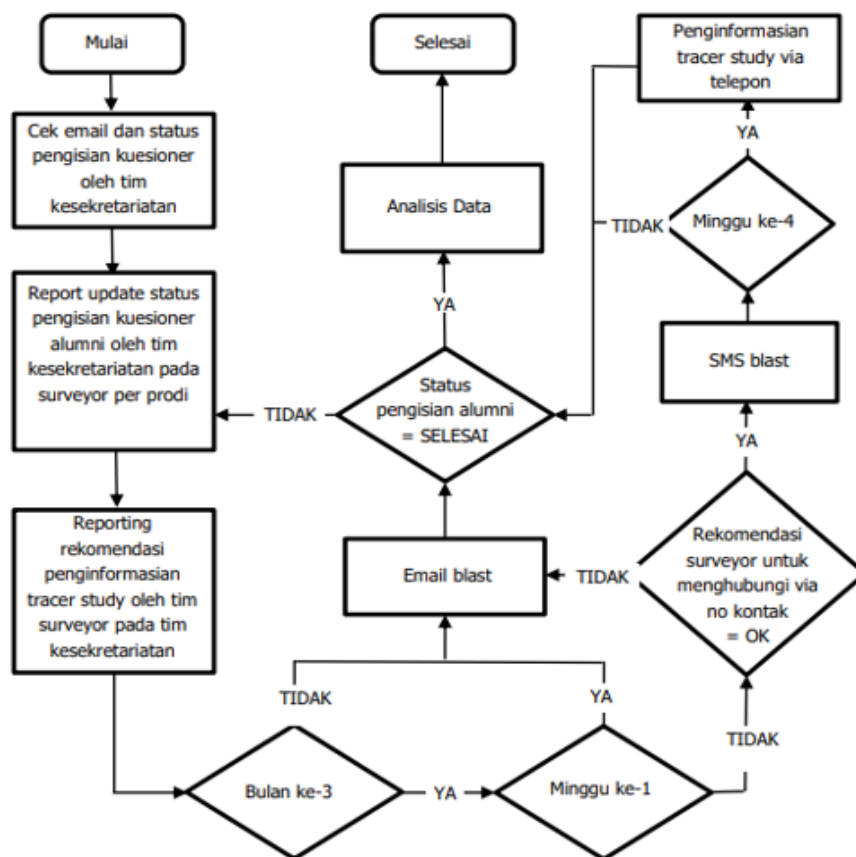 Mulai
Selesai
Penginformasian
tracer study via
telepon
YA
Cek email dan status
pengisian kuesioner
oleh tim
kesekretariatan
Analisis Data
TIDAK
Minggu ke-4
Report update status
pengisian kuesioner
alumni oleh tim
kesekretariatan pada
surveyor per prodi
YA
SMS blast
Status
pengisian alumni
= SELESAI
TIDAK
YA
Reporting
rekomendasi
penginformasian
tracer study oleh tim
surveyor pada tim
kesekretariatan
Email blast
TIDAK
Rekomendasi
surveyor untuk
menghubungi via
no kontak
= OK
TIDAK
YA
TIDAK
Bulan ke-3
YA
Minggu ke-1